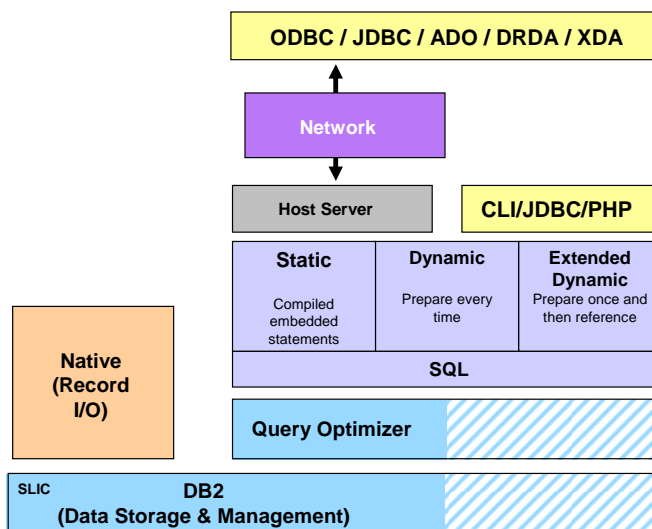 ODBC / JDBC / ADO / DRDA / XDA
Network
Host Server
CLI/JDBC/PHP
Static
Compiled
embedded
statements
Dynamic
Prepare every
time
Extended
Dynamic
Prepare once and
then reference
SQL
Native
(Record
I/O)
Query Optimizer
SLIC
DB2
(Data Storage & Management)